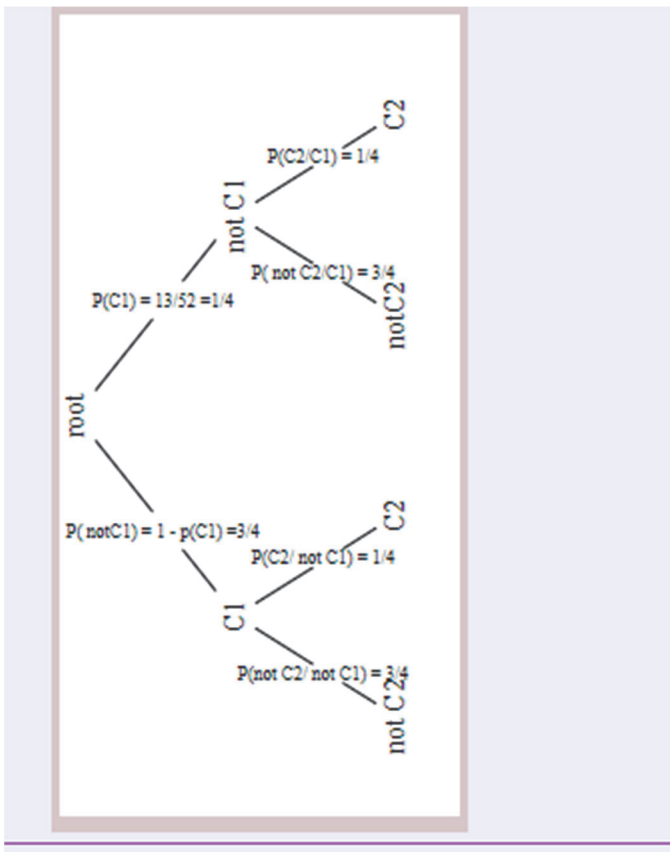 C2
P(C2/C1) = 1/4
not C1
P( not C2/C1) = 3/4
notC2
P(C1) = 13/52 =1/4
root
P( notC1) = 1 - p(C1) =3/4
C2
P(C2/ not C1) = 1/4
C1
P(not C2/ not C1) = 3/4
not C2